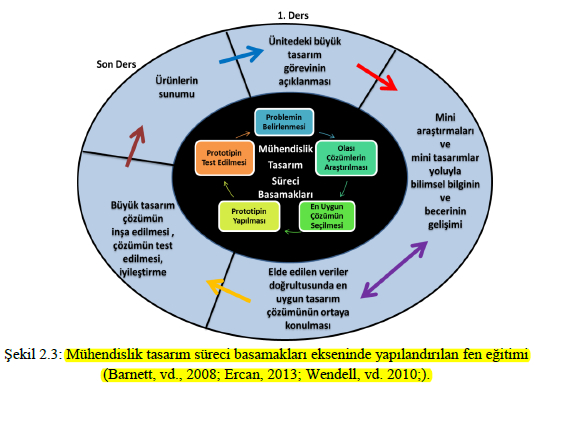 1. Ders
Ünitedeki büyük
tasarım
görevinin
açıklanması
Son Ders
Ürünlerin
sunumu
Mini
araştırmaları
ve
mini tasarımlar
yoluyla
bilimsel bilginin
ve
becerinin
gelişimi
Problemin
Belirlenmesi
Prototipin
Test Edilmesi
Mühendislik
Tasarım
Süreci
Basamakları
Olası
Çözümlerin
Araştırılması
Prototipin
Yapılması
En Uygun
Çözümün
Seçilmesi
Büyük tasarım
çözümün
inşa edilmesi ,
çözümün test
edilmesi,
iyileştirme
Elde edilen veriler
doğrultusunda en
uygun tasarım
çözümünün ortaya
konulması
Şekil 2.3: Mühendislik tasarım süreci basamakları ekseninde yapılandırılan fen eğitimi
(Barnett, vd., 2008; Ercan, 2013; Wendell, vd. 2010;).